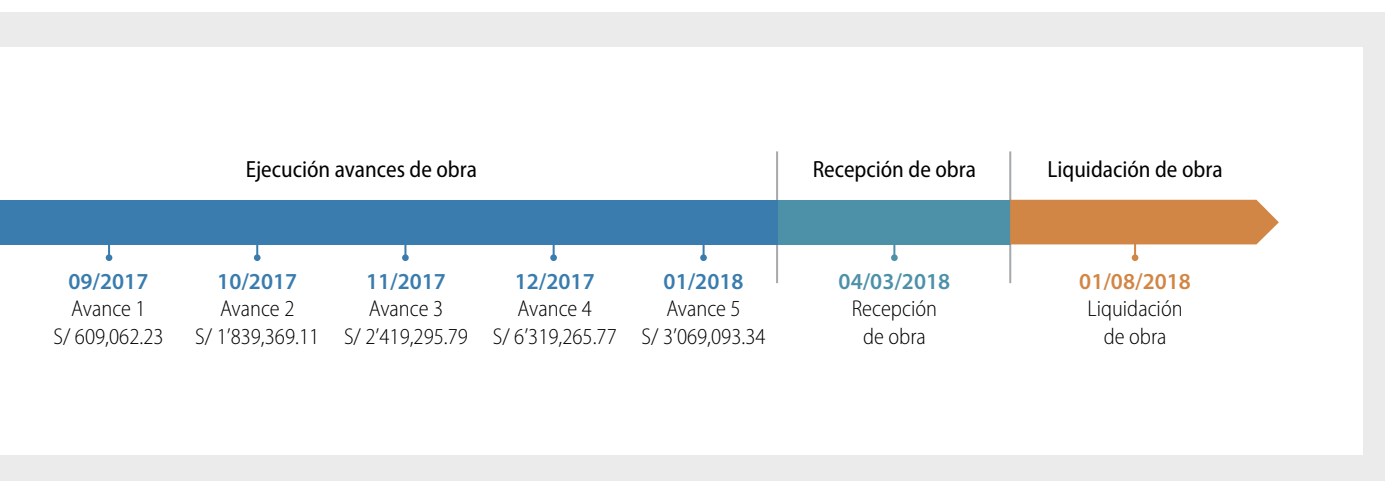 Ejecución avances de obra
Recepción de obra
Liquidación de obra
09/2017
Avance 1
S/ 609,062.23
10/2017
Avance 2
S/ 1’839,369.11
11/2017
Avance 3
S/ 2’419,295.79
12/2017
Avance 4
S/ 6’319,265.77
01/2018
Avance 5
S/ 3’069,093.34
04/03/2018
Recepción
de obra
01/08/2018
Liquidación
de obra